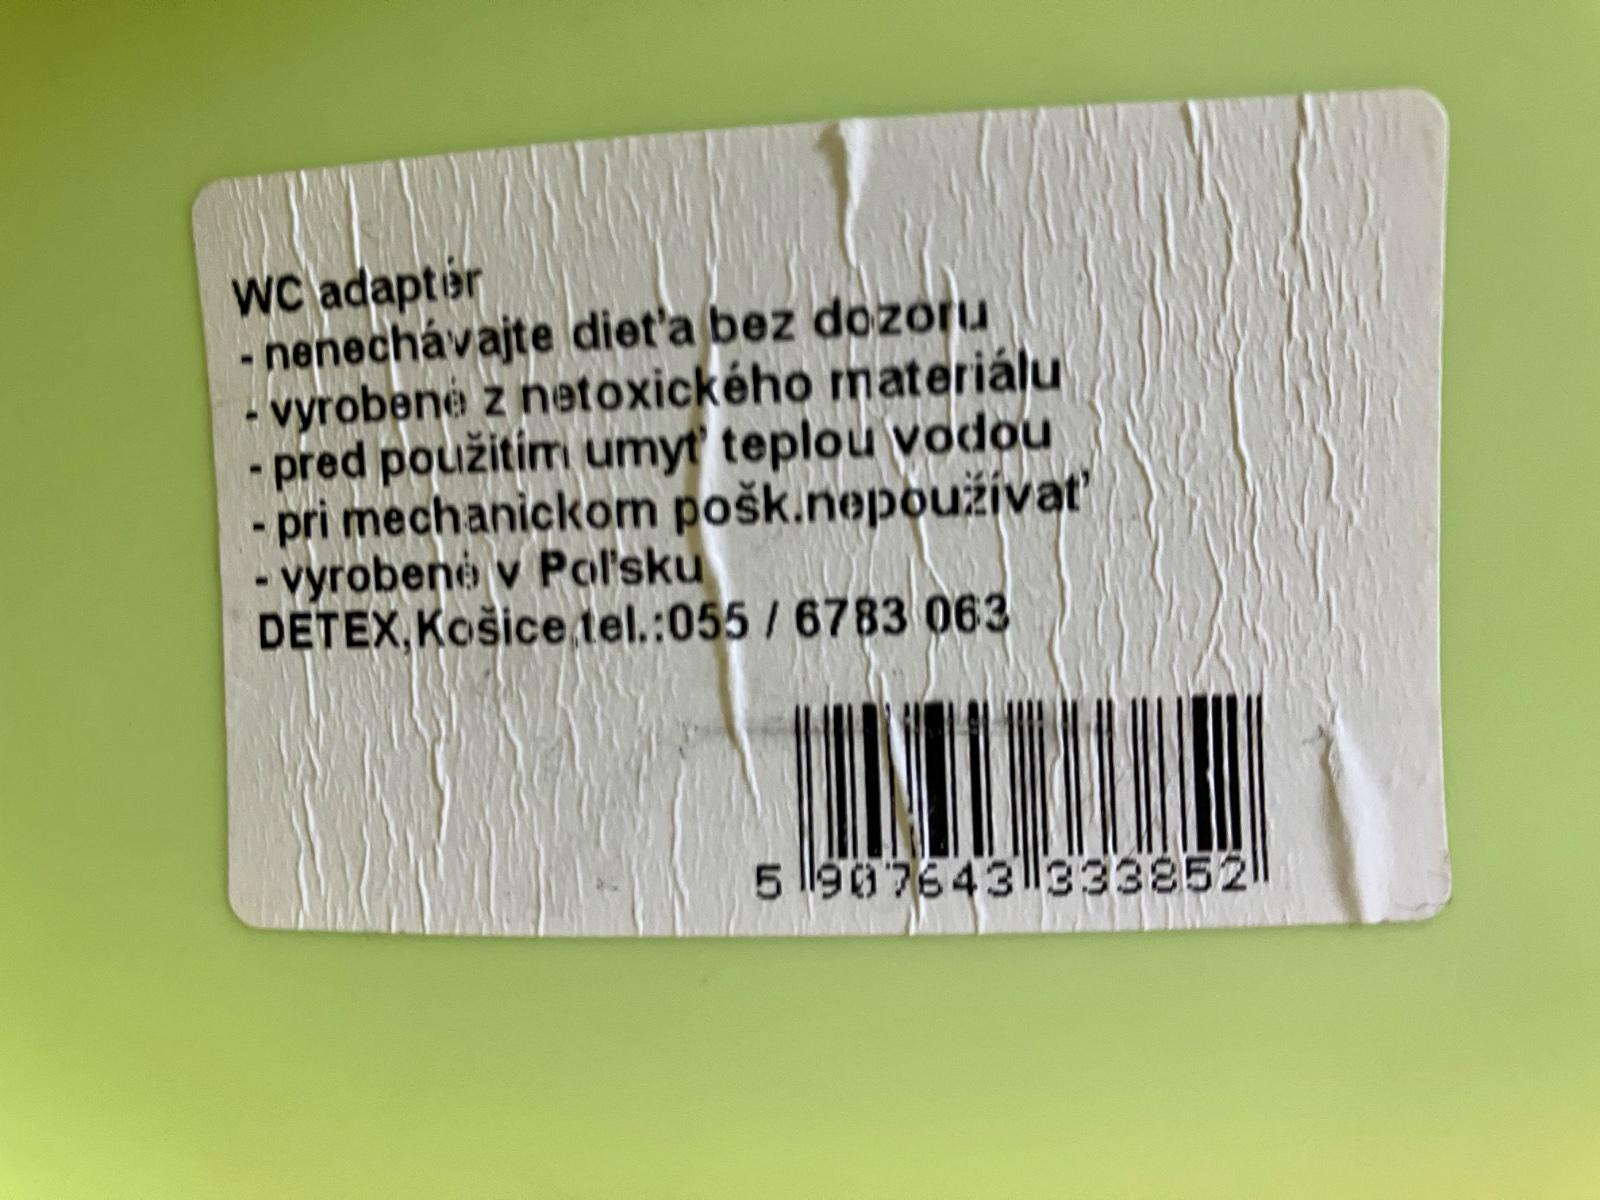 WC adaptér
- nenechávajte dieťa bez dozoru
- vyrobené z netoxického materiálu
- pred použitím umyť teplou vodou
- pri mechanickom pošk.nepoužívať
- vyrobené v Poľsku
DETEX,Košice,tel.:055 / 6783 063
5 907643 333852